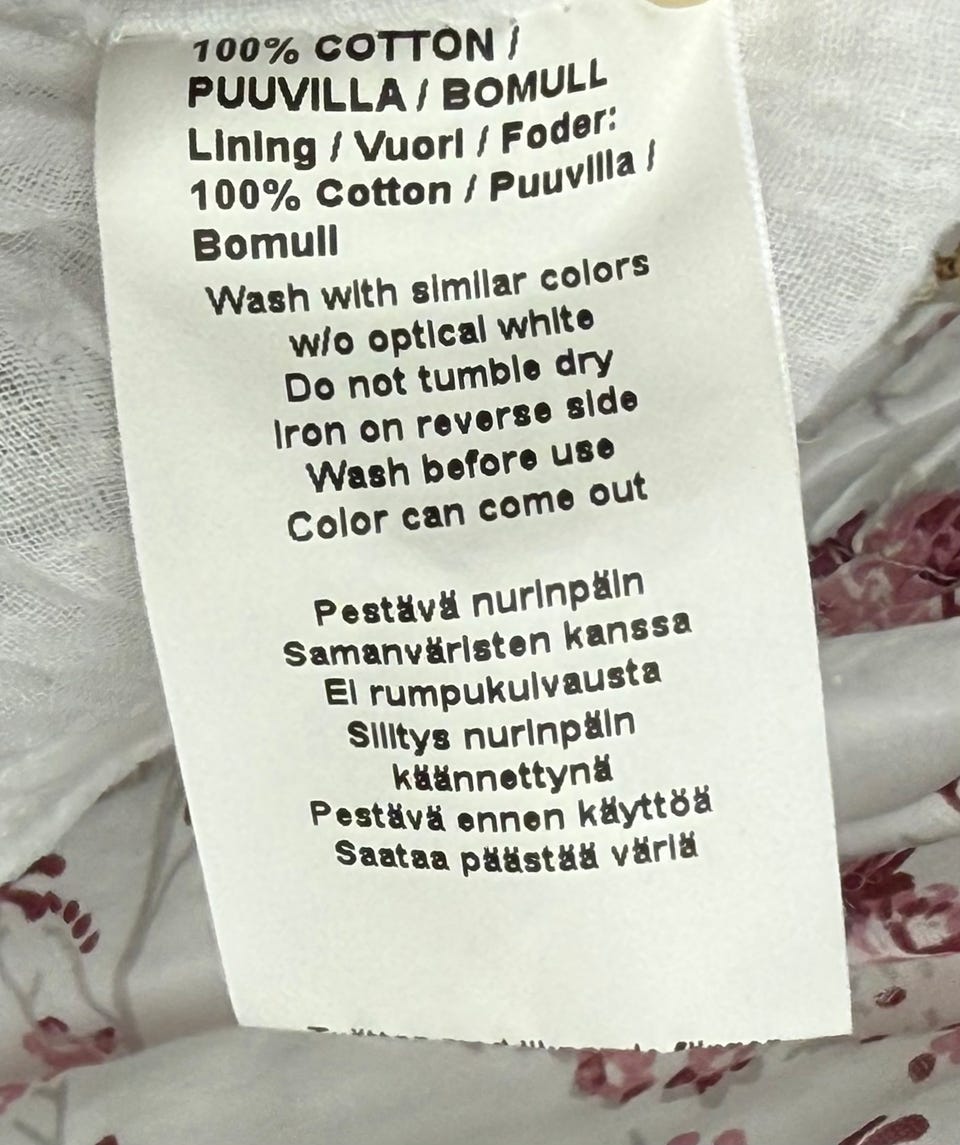 100% COTTON /
PUUVILLA / BOMULL
Lining / Vuori / Foder:
100% Cotton / Puuvilla /
Bomull
Wash with similar colors
w/o optical white
Do not tumble dry
Iron on reverse side
Wash before use
Color can come out
Pestävä nurinpäin
Samanväristen kanssa
Ei rumpukuivausta
Silitys nurinpäin
käännettynä
Pestävä ennen käyttöä
Saataa päästää väriä